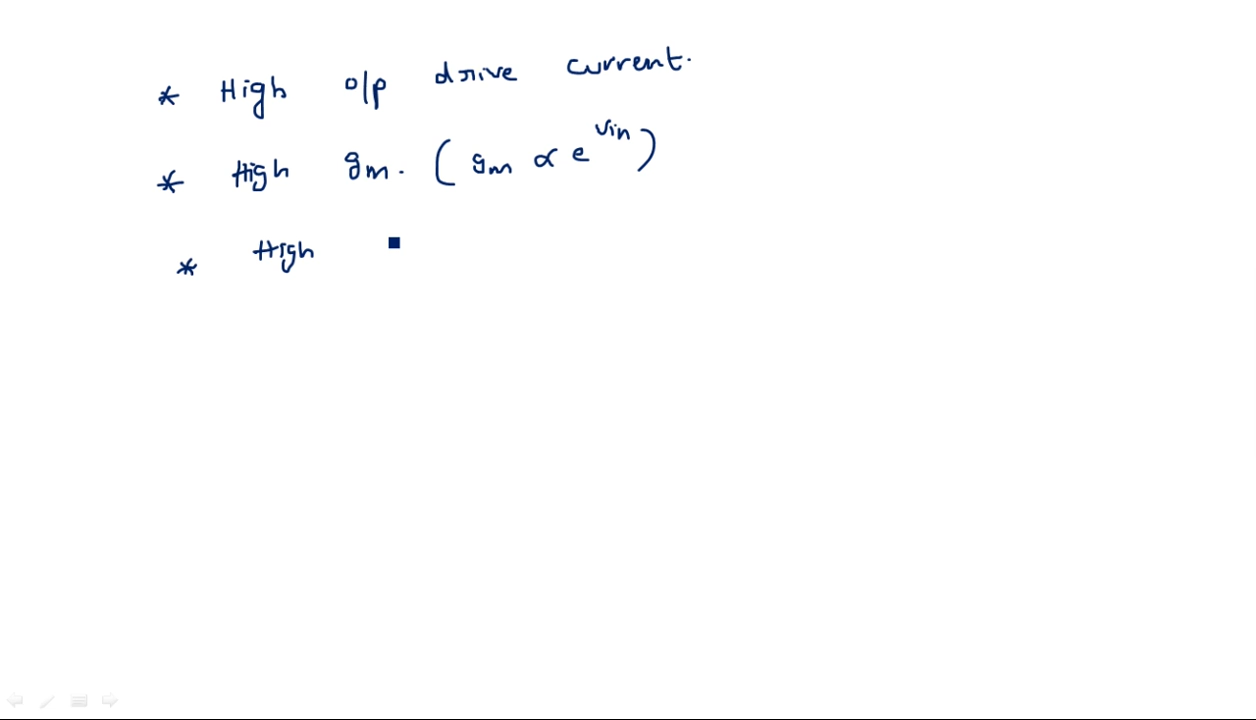 * High o/p drive current.
* High gm. ( gm ∝ e^Vin )
* High